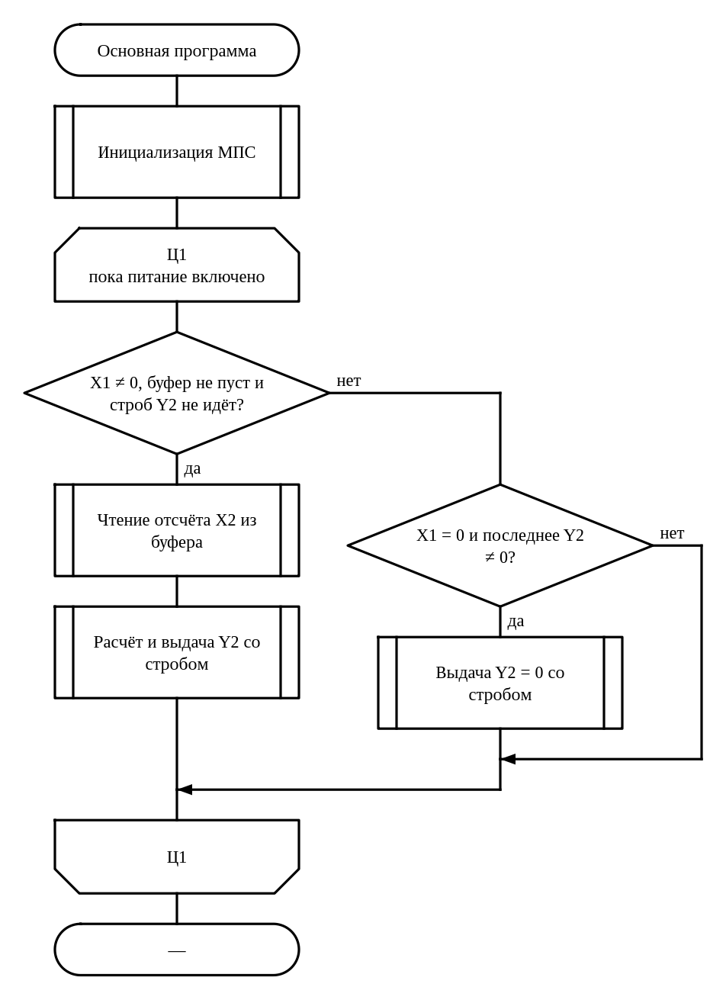 Основная программа
Инициализация МПС
Ц1
пока питание включено
X1 ≠ 0, буфер не пуст и
строб Y2 не идёт?
нет
да
Чтение отсчёта X2 из
буфера
X1 = 0 и последнее Y2
≠ 0?
нет
да
Расчёт и выдача Y2 со
стробом
Выдача Y2 = 0 со
стробом
Ц1
—